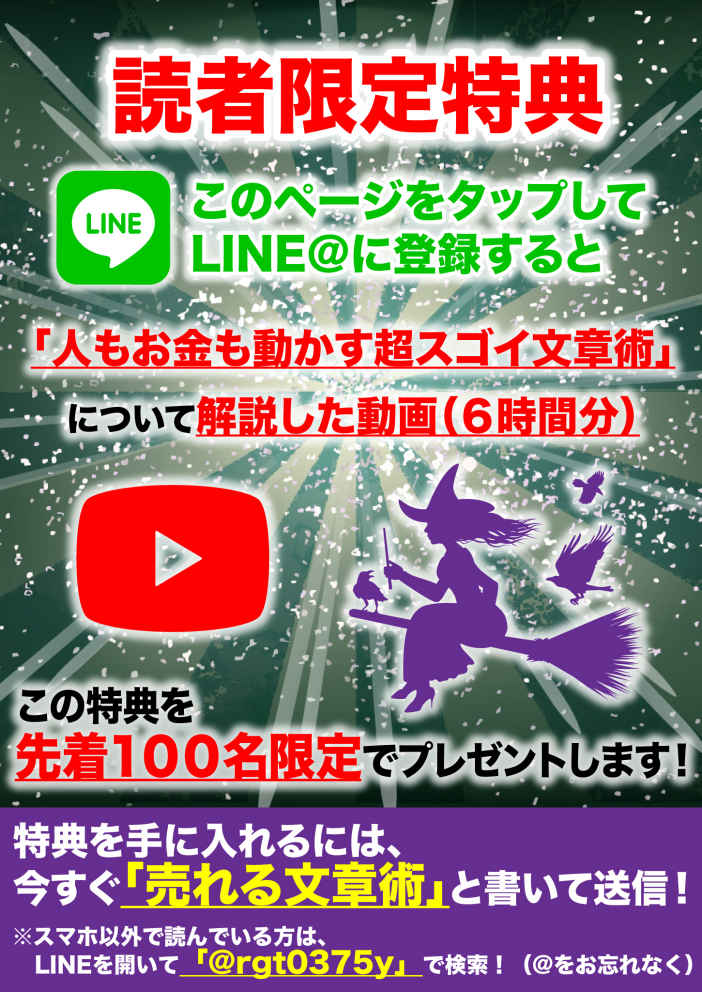 読者限定特典
LINE
このページをタップして
LINE@に登録すると
「人もお金も動かす超スゴイ文章術」
について解説した動画（６時間分）
この特典を
先着１００名限定でプレゼントします！
特典を手に入れるには、
今すぐ「売れる文章術」と書いて送信！
※スマホ以外で読んでいる方は、
LINEを開いて「@rgt0375y」で検索！（@をお忘れなく）